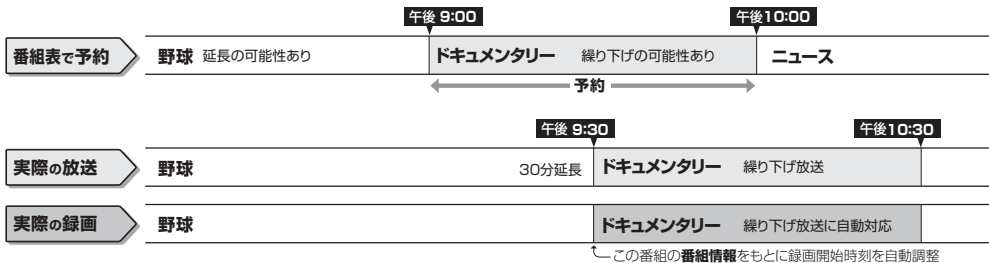 午後 9:00 午後10:00
番組表で予約 野球 延長の可能性あり ドキュメンタリー 繰り下げの可能性あり ニュース
予約
午後 9:30 午後10:30
実際の放送 野球 30分延長 ドキュメンタリー 繰り下げ放送
実際の録画 野球 ドキュメンタリー 繰り下げ放送に自動対応
この番組の番組情報をもとに録画開始時刻を自動調整